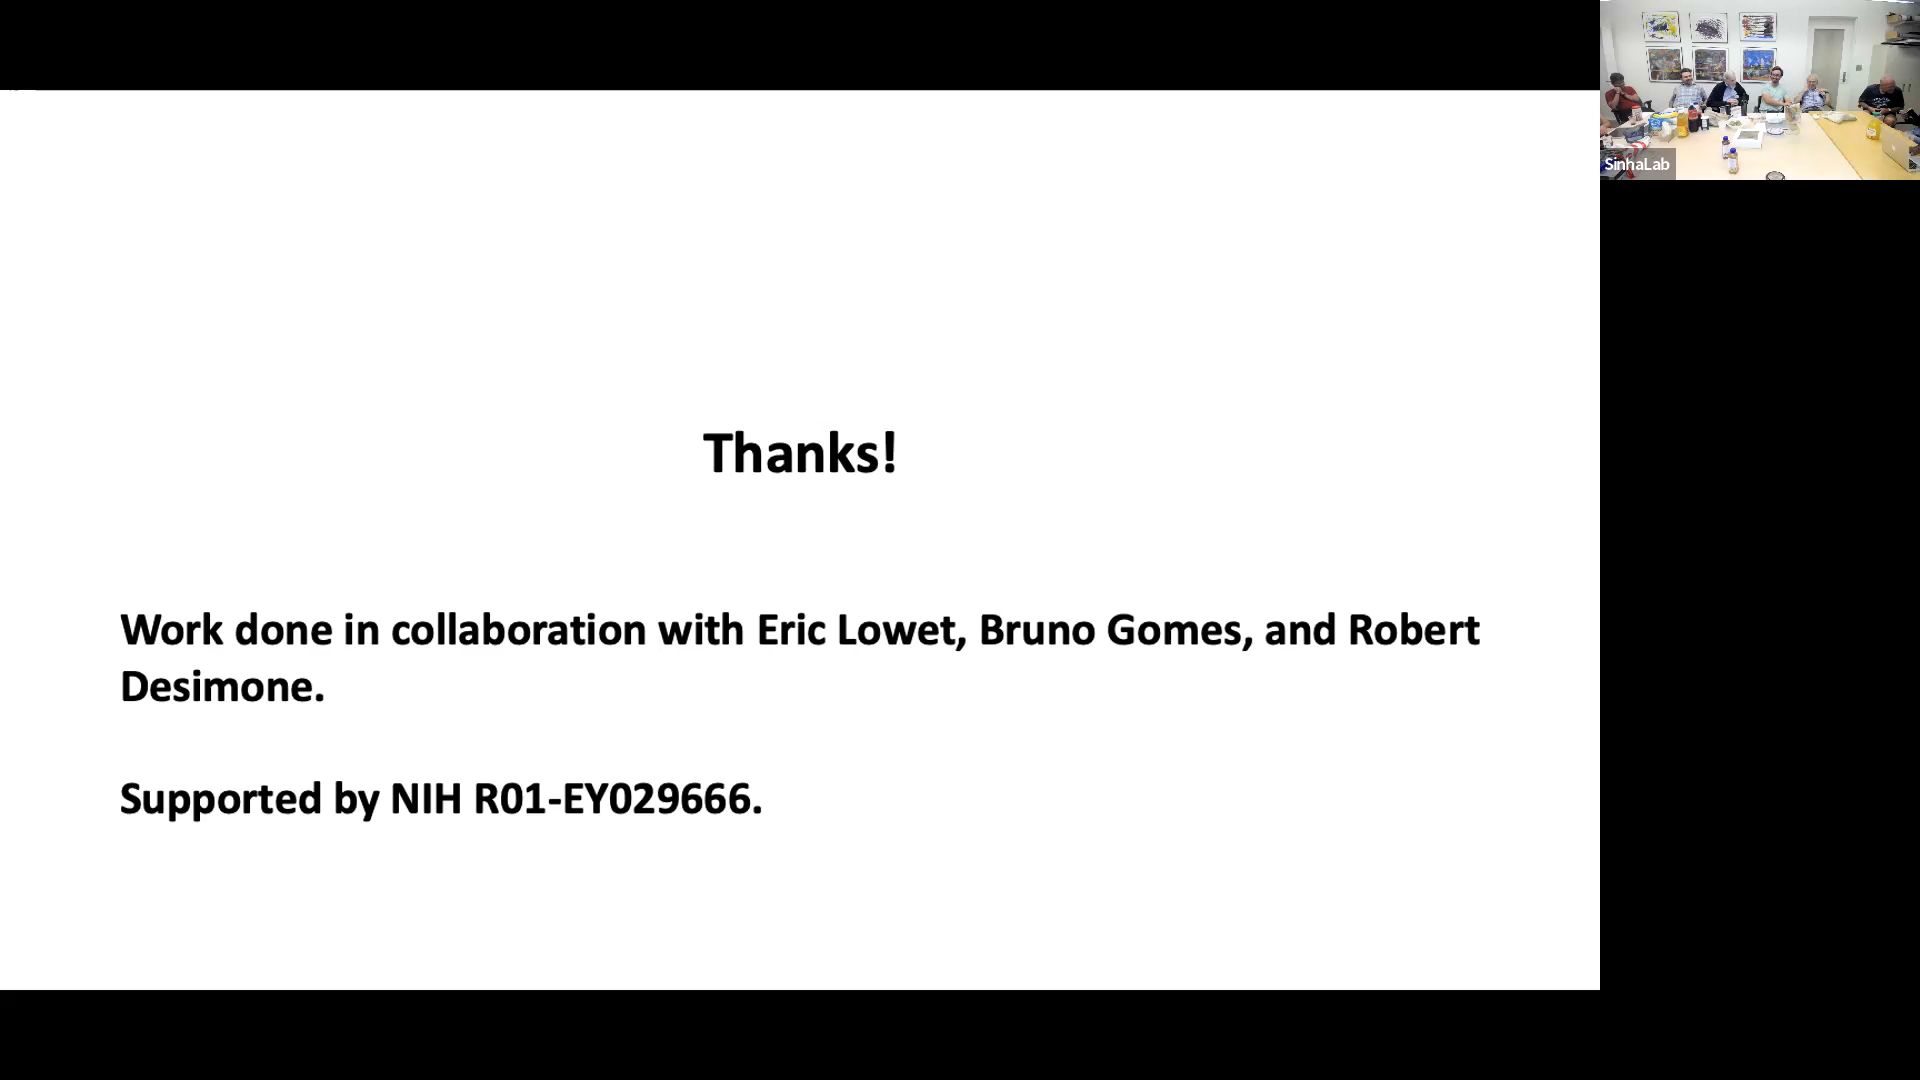 Thanks!
Work done in collaboration with Eric Lowet, Bruno Gomes, and Robert
Desimone.
Supported by NIH R01-EY029666.
SinhaLab